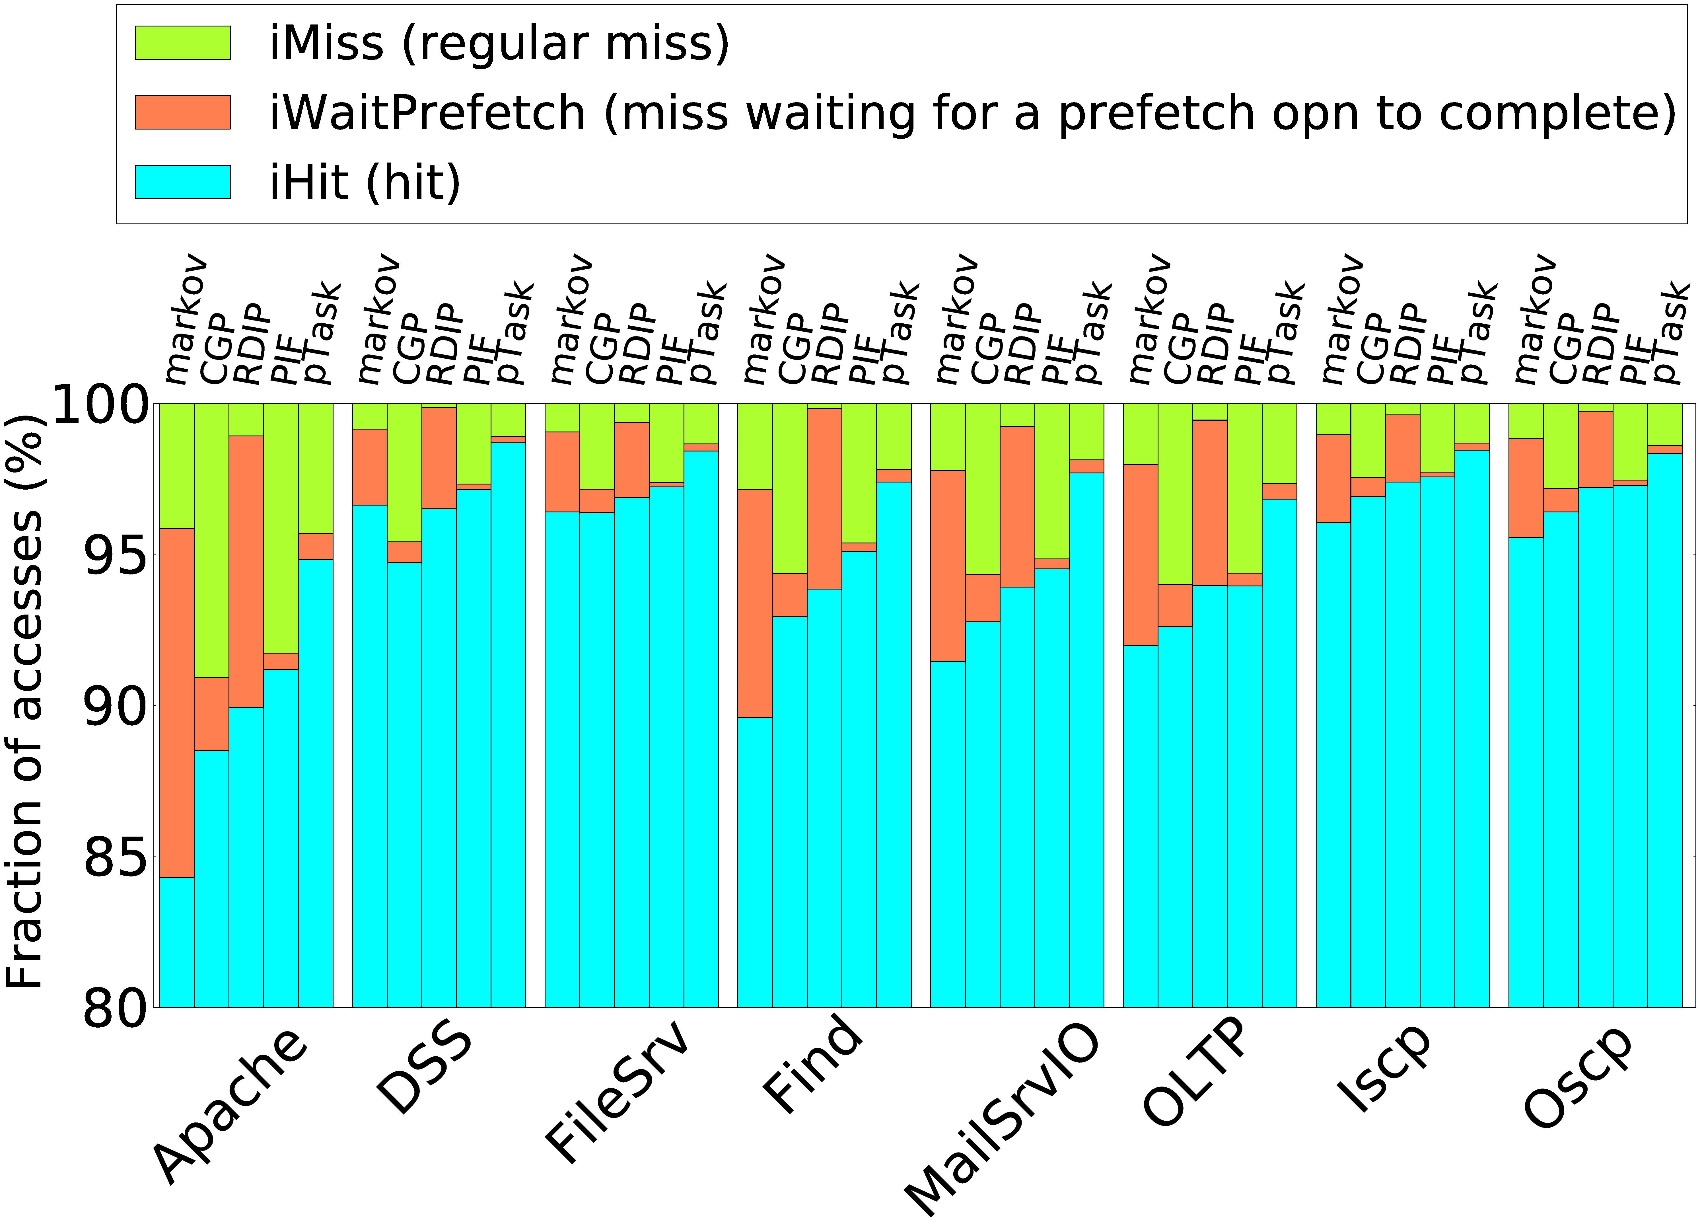 iMiss (regular miss)
iWaitPrefetch (miss waiting for a prefetch opn to complete)
iHit (hit)
markov CGP RDIP PIF pTask markov CGP RDIP PIF pTask markov CGP RDIP PIF pTask markov CGP RDIP PIF pTask markov CGP RDIP PIF pTask markov CGP RDIP PIF pTask markov CGP RDIP PIF pTask markov CGP RDIP PIF pTask
Fraction of accesses (%)
100
95
90
85
80
Apache DSS FileSrv Find MailSrvIO OLTP Iscp Oscp